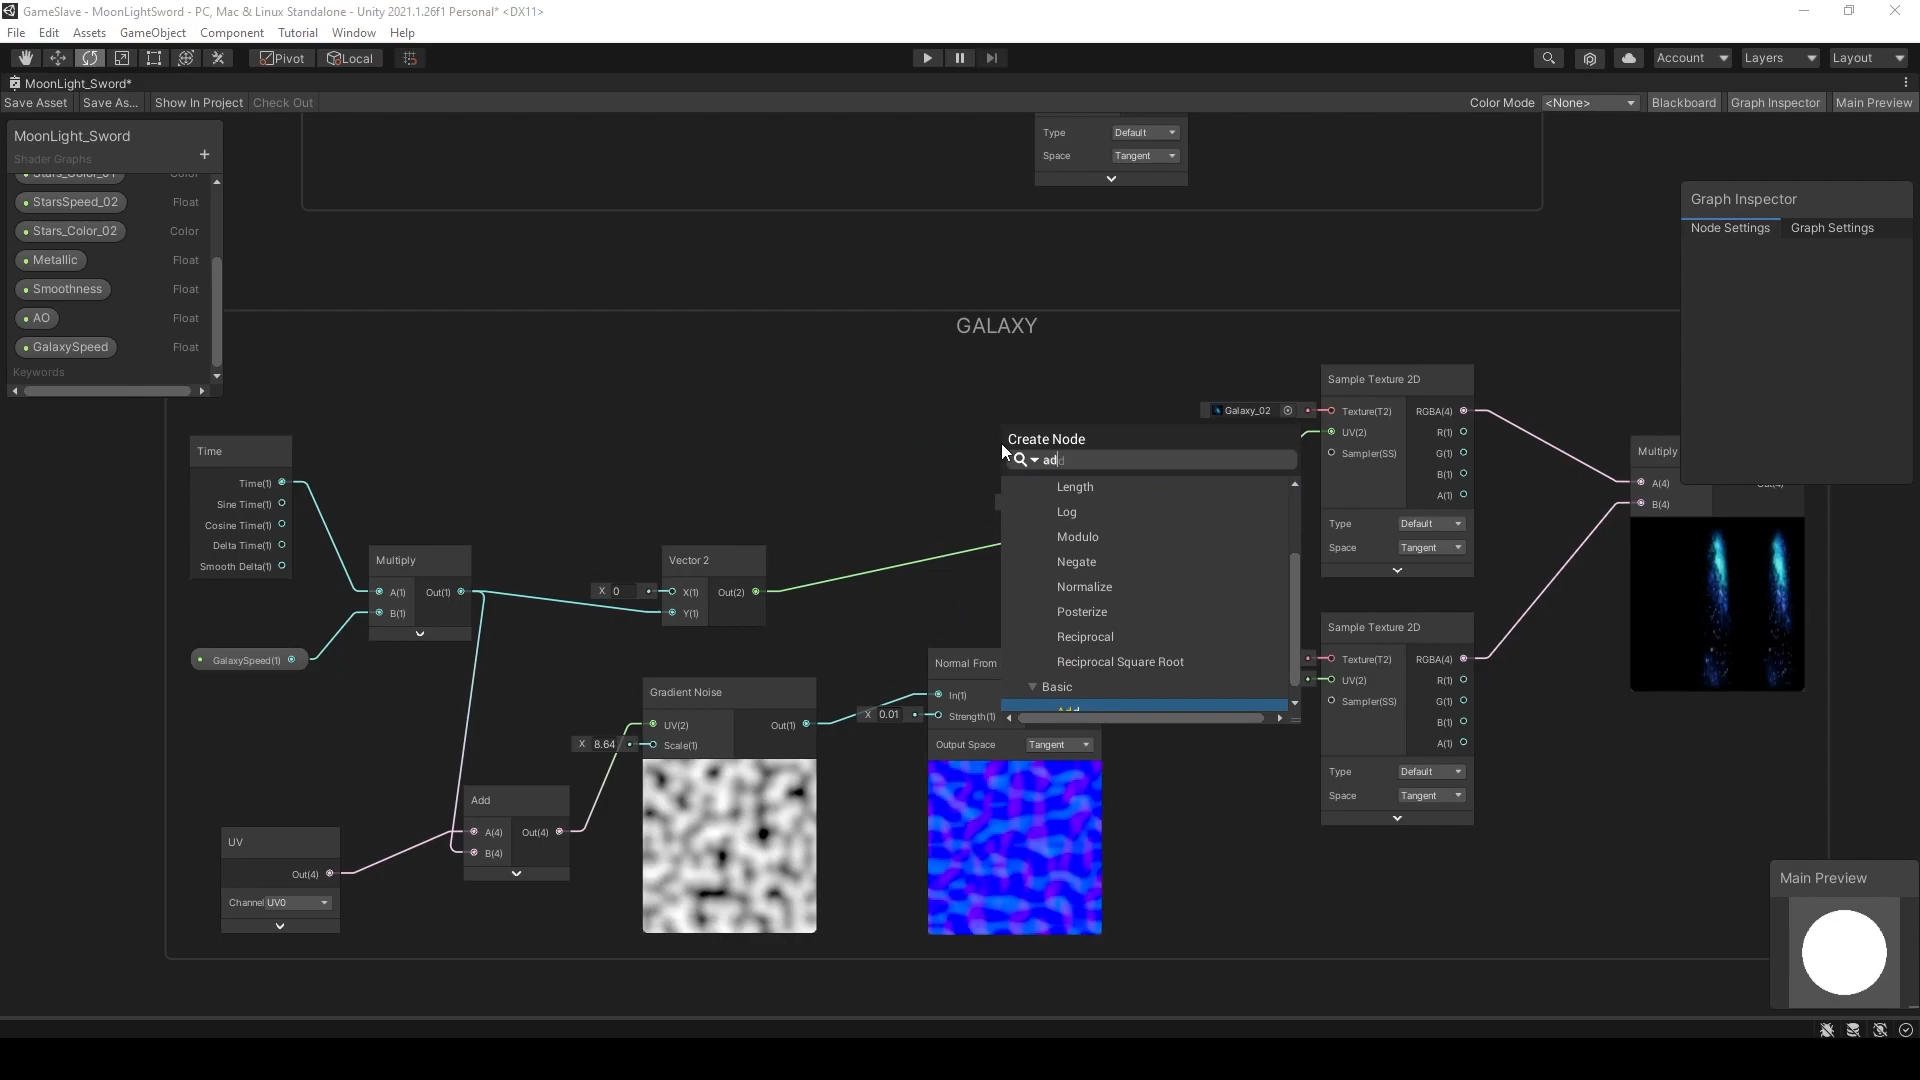 GameSlave - MoonLightSword - PC, Mac & Linux Standalone - Unity 2021.1.26f1 Personal* <DX11>
File Edit Assets GameObject Component Tutorial Window Help
Pivot Local Account Layers Layout
MoonLight_Sword*
Save Asset Save As... Show In Project Check Out Color Mode <None> Blackboard Graph Inspector Main Preview
MoonLight_Sword
Shader Graphs
Stars_Color_01 Color
StarsSpeed_02 Float
Stars_Color_02 Color
Metallic Float
Smoothness Float
AO Float
GalaxySpeed Float
Keywords
Type Default
Space Tangent
Graph Inspector
Node Settings Graph Settings
GALAXY
Time
Time(1)
Sine Time(1)
Cosine Time(1)
Delta Time(1)
Smooth Delta(1)
GalaxySpeed(1)
Multiply
A(1) Out(1)
B(1)
X 0
Vector 2
X(1) Out(2)
Y(1)
UV
Out(4)
Channel UV0
Add
A(4) Out(4)
B(4)
X 8.64
Gradient Noise
UV(2) Out(1)
Scale(1)
X 0.01
Normal From
In(1)
Strength(1)
Output Space Tangent
Create Node
add
Length
Log
Modulo
Negate
Normalize
Posterize
Reciprocal
Reciprocal Square Root
Basic
Add
Galaxy_02
Sample Texture 2D
Texture(T2) RGBA(4)
UV(2) R(1)
Sampler(SS) G(1)
B(1)
A(1)
Type Default
Space Tangent
Sample Texture 2D
Texture(T2) RGBA(4)
UV(2) R(1)
Sampler(SS) G(1)
B(1)
A(1)
Type Default
Space Tangent
Multiply
A(4) Out(4)
B(4)
Main Preview